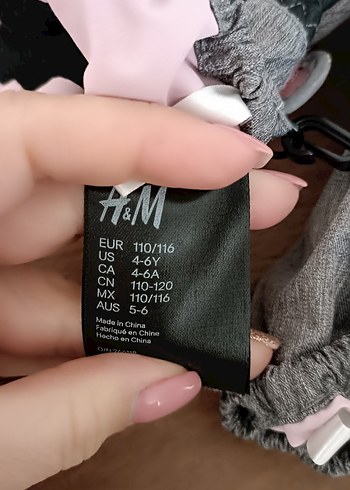 H&M
EUR 110/116
US 4-6Y
CA 4-6A
CN 110-120
MX 110/116
AUS 5-6
Made in China
Fabriqué en Chine
Hecho en China